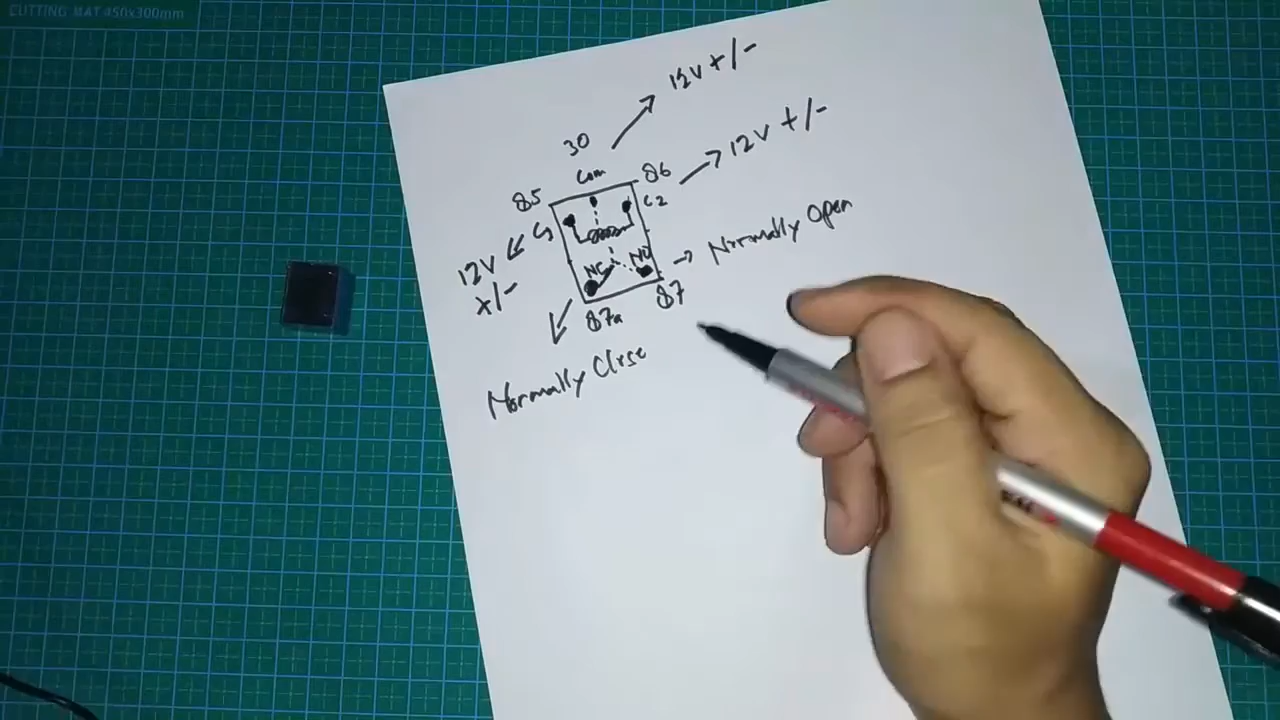 CUTTING MAT 450x300mm
12V +/-
30
12V +/-
Com
86
85
C2
12V
+/-
NC
NO
Normally Open
87
87a
Normally Close